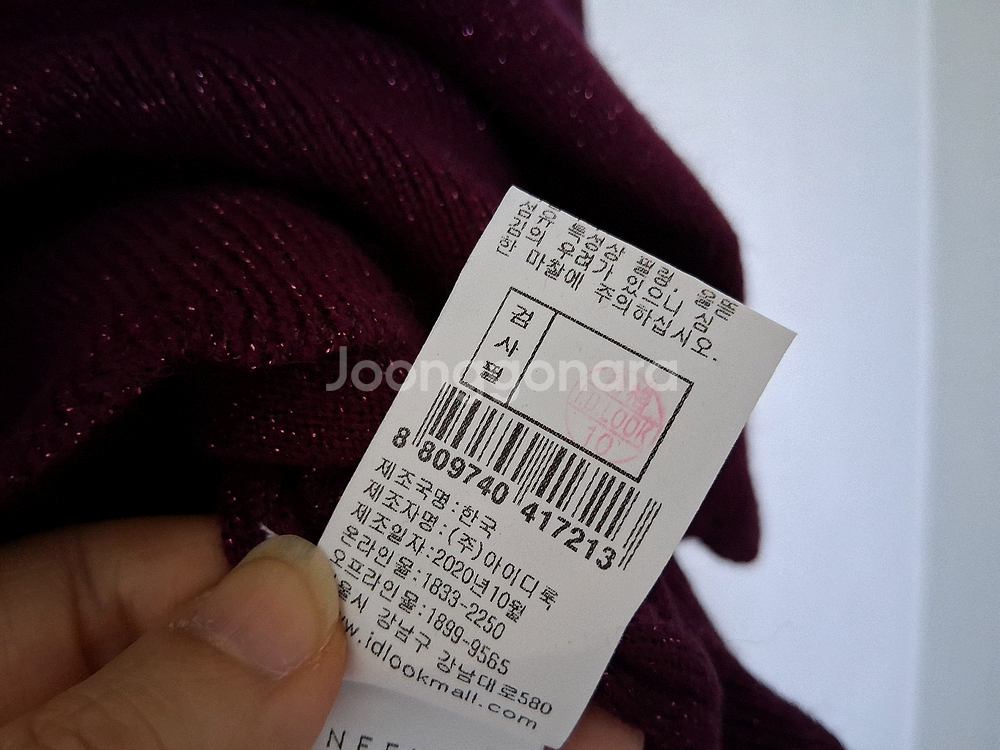 섬유 특성상 필링, 올뜯
김의 우려가 있으니 심
한 마찰에 주의하십시오.
검사필
IDLOOK
10
8 809740 417213
제조국명:한국
제조자명:(주)아이디룩
제조일자:2020년10월
온라인몰:1833-2250
오프라인몰:1899-9565
서울시 강남구 강남대로580
www.idlookmall.com
Joonggonara